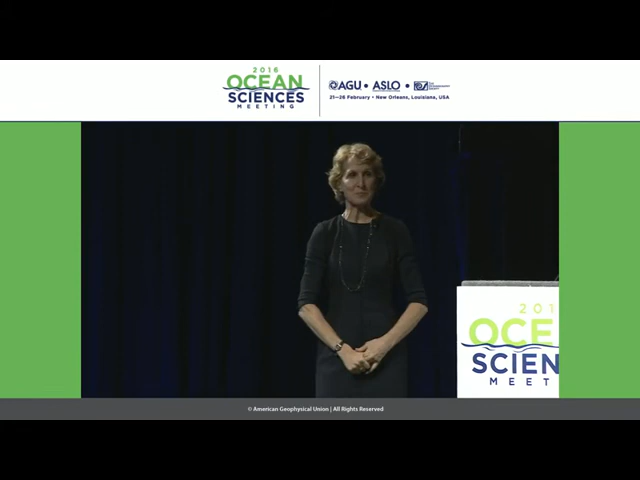 2016
OCEAN
SCIENCES
MEETING
AGU • ASLO •
21–26 February • New Orleans, Louisiana, USA
201
OCE
SCIEN
MEET
© American Geophysical Union | All Rights Reserved